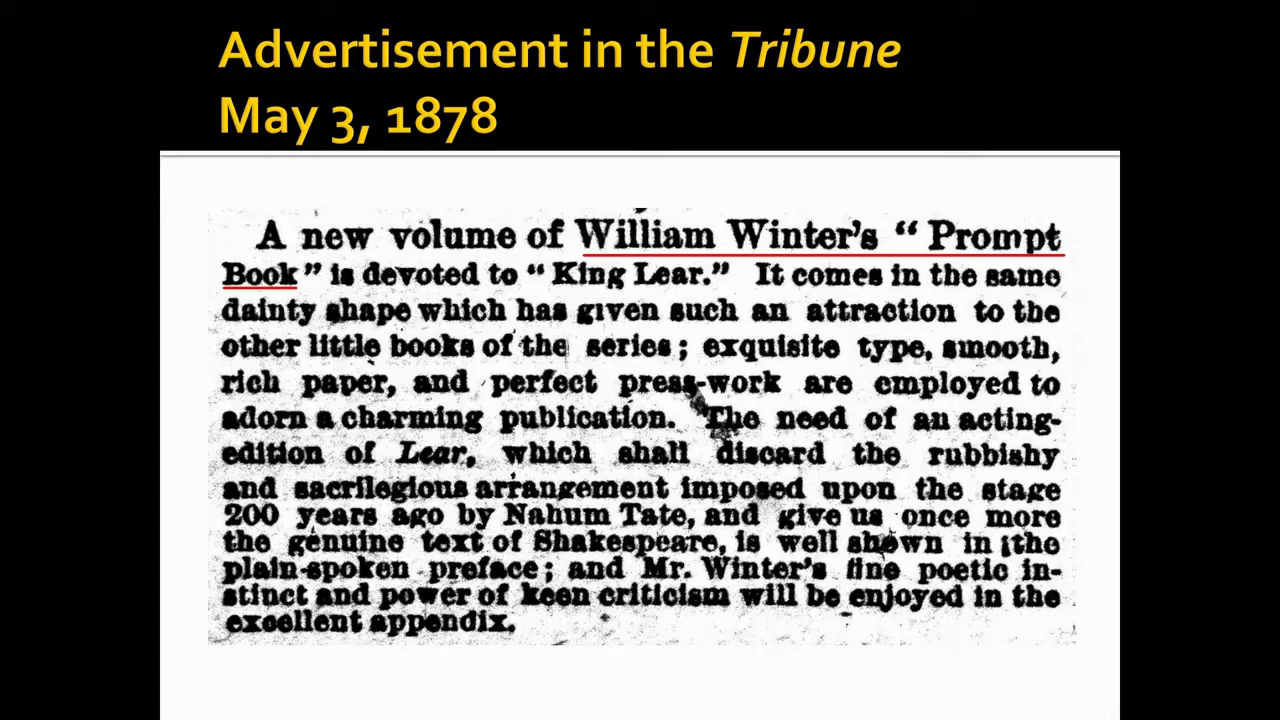 Advertisement in the Tribune
May 3, 1878
A new volume of William Winter's “Prompt
Book” is devoted to “King Lear.” It comes in the same
dainty shape which has given such an attraction to the
other little books of the series; exquisite type, smooth,
rich paper, and perfect press-work are employed to
adorn a charming publication. The need of an acting-
edition of Lear, which shall discard the rubbishy
and sacrilegious arrangement imposed upon the stage
200 years ago by Nahum Tate, and give us once more
the genuine text of Shakespeare, is well shown in the
plain-spoken preface; and Mr. Winter's fine poetic in-
stinct and power of keen criticism will be enjoyed in the
excellent appendix.